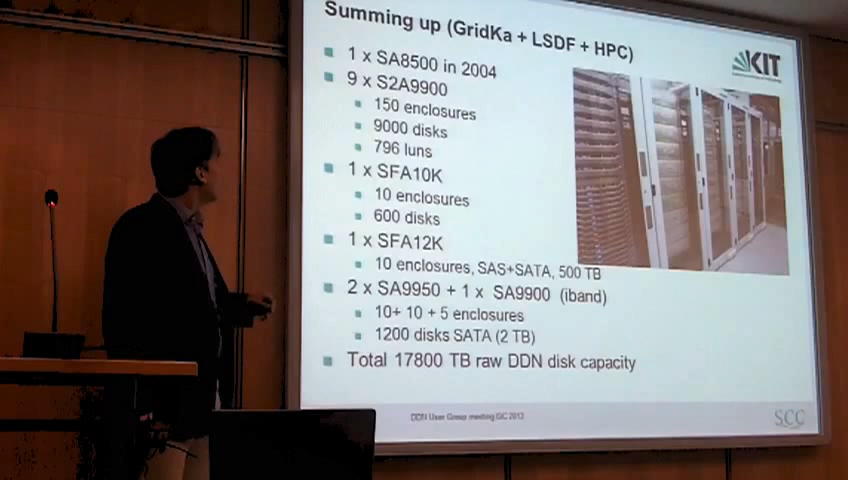 Summing up (GridKa + LSDF + HPC)
KIT
1 x SA8500 in 2004
9 x S2A9900
150 enclosures
9000 disks
796 luns
1 x SFA10K
10 enclosures
600 disks
1 x SFA12K
10 enclosures, SAS+SATA, 500 TB
2 x SA9950 + 1 x SA9900 (iband)
10+ 10 + 5 enclosures
1200 disks SATA (2 TB)
Total 17800 TB raw DDN disk capacity
DDN User Group meeting ISC 2013
SCC